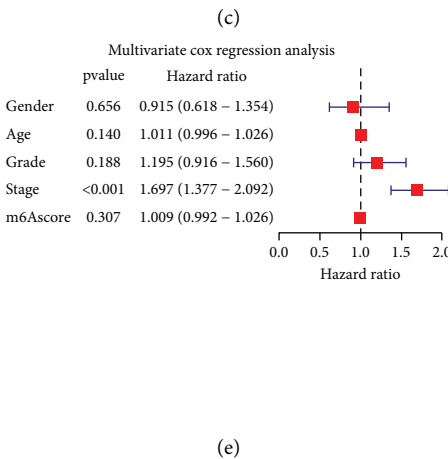 (c)
Multivariate cox regression analysis
pvalue Hazard ratio
Gender 0.656 0.915 (0.618 − 1.354)
Age 0.140 1.011 (0.996 − 1.026)
Grade 0.188 1.195 (0.916 − 1.560)
Stage <0.001 1.697 (1.377 − 2.092)
m6Ascore 0.307 1.009 (0.992 − 1.026)
0.0 0.5 1.0 1.5 2.0
Hazard ratio
(e)